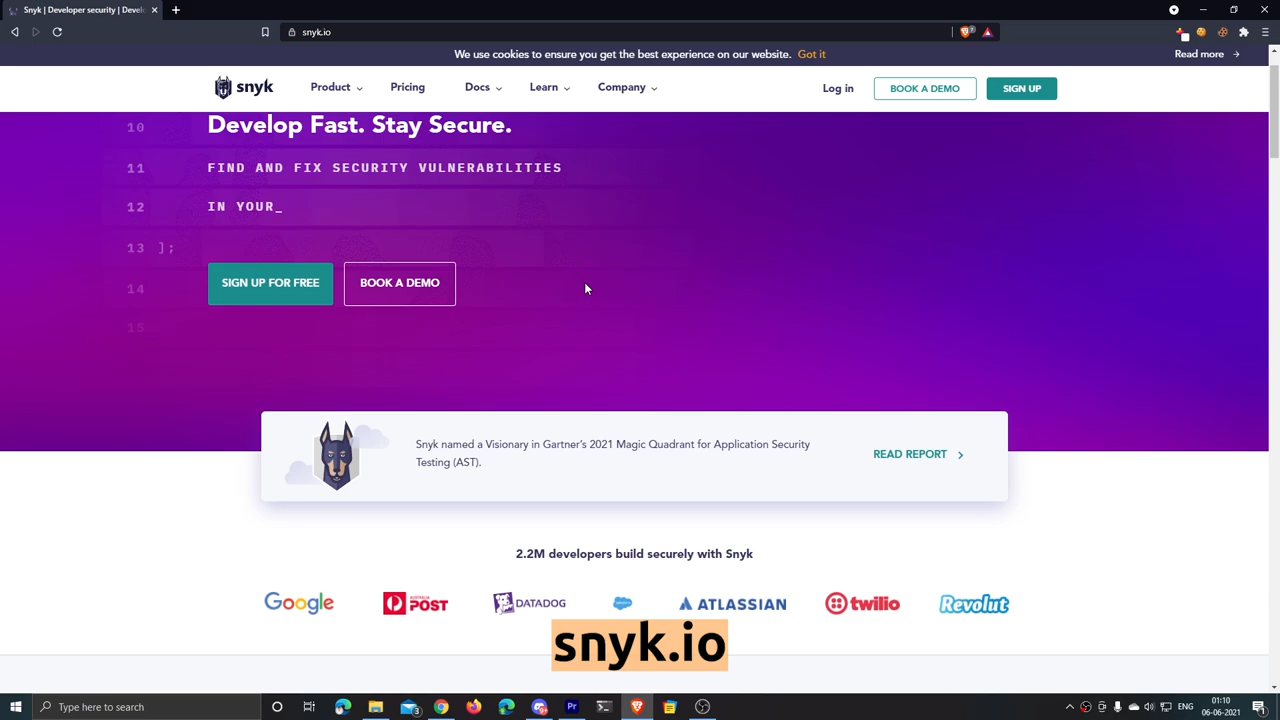 Snyk | Developer security | Devel
snyk.io
We use cookies to ensure you get the best experience on our website. Got it
Read more
snyk
Product
Pricing
Docs
Learn
Company
Log in
BOOK A DEMO
SIGN UP
10
Develop Fast. Stay Secure.
11
FIND AND FIX SECURITY VULNERABILITIES
12
IN YOUR_
13 ];
14
SIGN UP FOR FREE
BOOK A DEMO
15
Snyk named a Visionary in Gartner's 2021 Magic Quadrant for Application Security
Testing (AST).
READ REPORT
2.2M developers build securely with Snyk
Google
AUSTRALIA
POST
DATADOG
ATLASSIAN
twilio
Revolut
snyk.io
Type here to search
3
Pr
ENG
01:10
06-06-2021
1